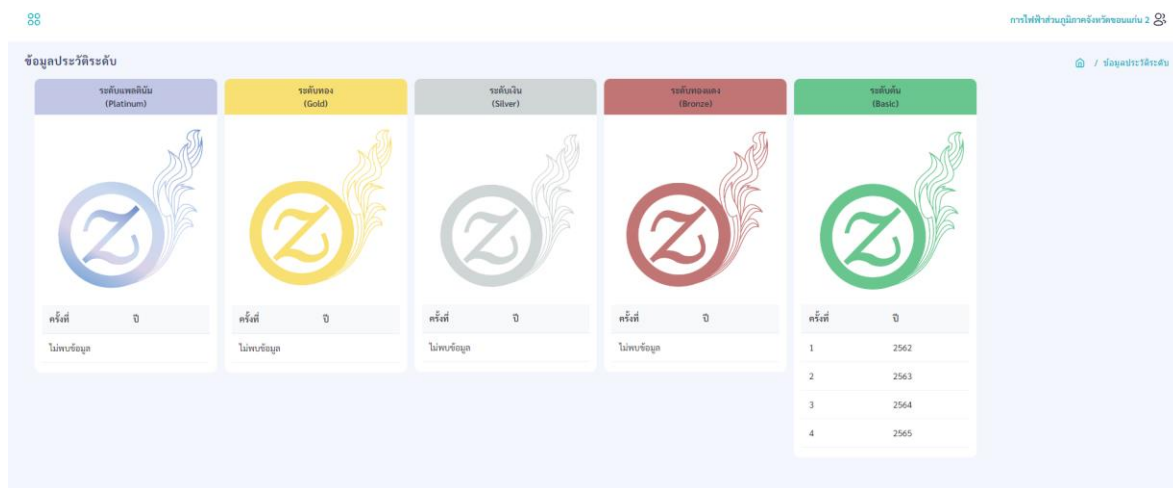 การไฟฟ้าส่วนภูมิภาคจังหวัดขอนแก่น 2
ข้อมูลประวัติระดับ
/ ข้อมูลประวัติระดับ
ระดับแพลตินัม
(Platinum)
Z
ครั้งที่ ปี
ไม่พบข้อมูล
ระดับทอง
(Gold)
Z
ครั้งที่ ปี
ไม่พบข้อมูล
ระดับเงิน
(Silver)
Z
ครั้งที่ ปี
ไม่พบข้อมูล
ระดับทองแดง
(Bronze)
Z
ครั้งที่ ปี
ไม่พบข้อมูล
ระดับต้น
(Basic)
Z
ครั้งที่ ปี
1 2562
2 2563
3 2564
4 2565